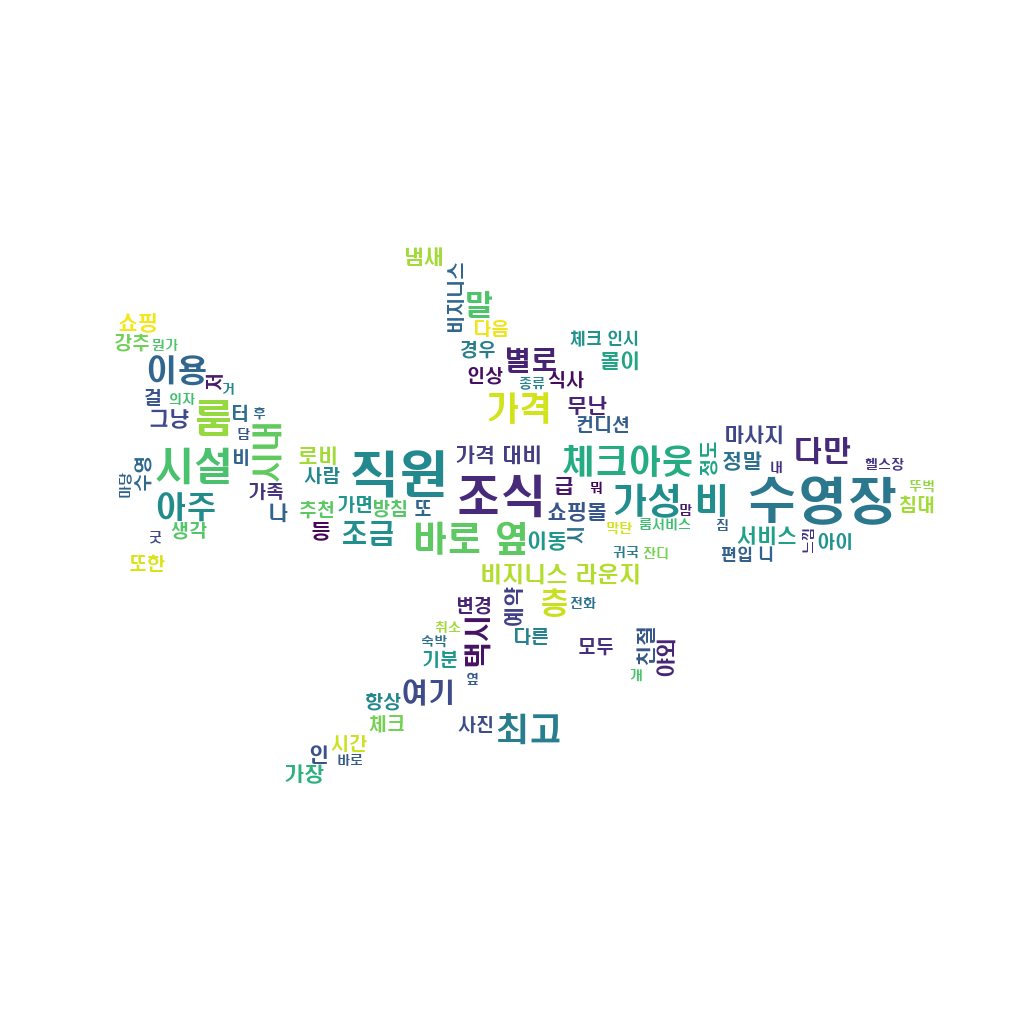 냄새
비지니스
말
쇼핑
다음
강추
뭔가
경우
체크 인시
별로
몰이
이용
저
인상
종류
식사
걸
의자
거
가격
무난
그냥
룸
터
후
컨디션
담
시내
마사지
다만
로비
가격 대비
체크아웃
정도
정말
내
헬스장
비
시설
사람
직원
수영
마당
조식
급
뭐
가성 비
맘
수영장
뚜벅
침대
가족
나
가면
방침
또
추천
아주
쇼핑몰
등
조금
시
막탄
룸서비스
짐
서비스
느낌
아이
생각
굿
바로 옆
이동
귀국
잔디
편입 니
또한
비지니스 라운지
변경
예약
층
전화
취소
택시
다른
숙박
모두
친절
야외
기분
옆
개
항상
여기
체크
사진
최고
시간
인
바로
가장